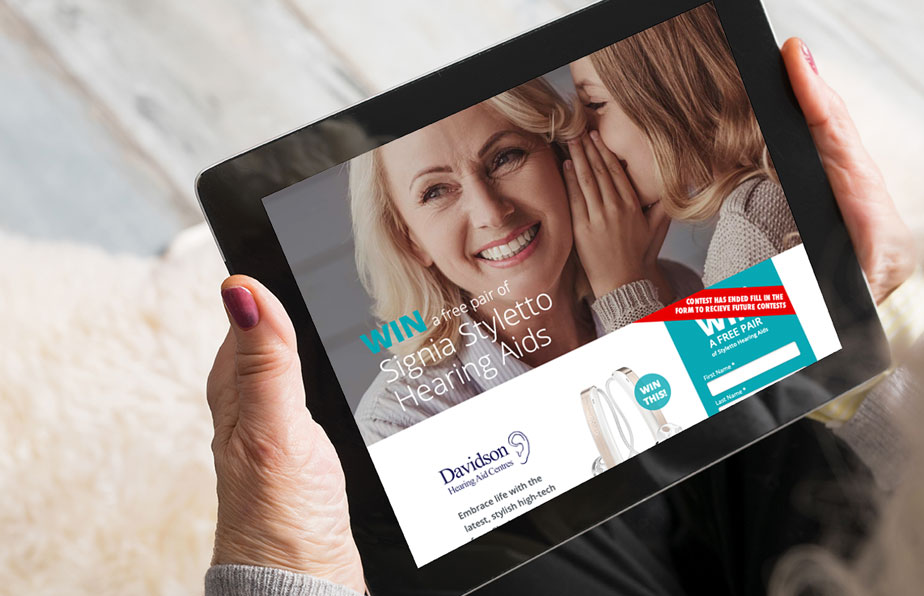 WIN a free pair of
Signia Styletto
Hearing Aids
CONTEST HAS ENDED FILL IN THE
FORM TO RECIEVE FUTURE CONTESTS
WIN
A FREE PAIR
of Styletto Hearing Aids
First Name *
Last Name *
WIN
THIS!
Davidson
Hearing Aid Centres
Embrace life with the
latest, stylish high-tech